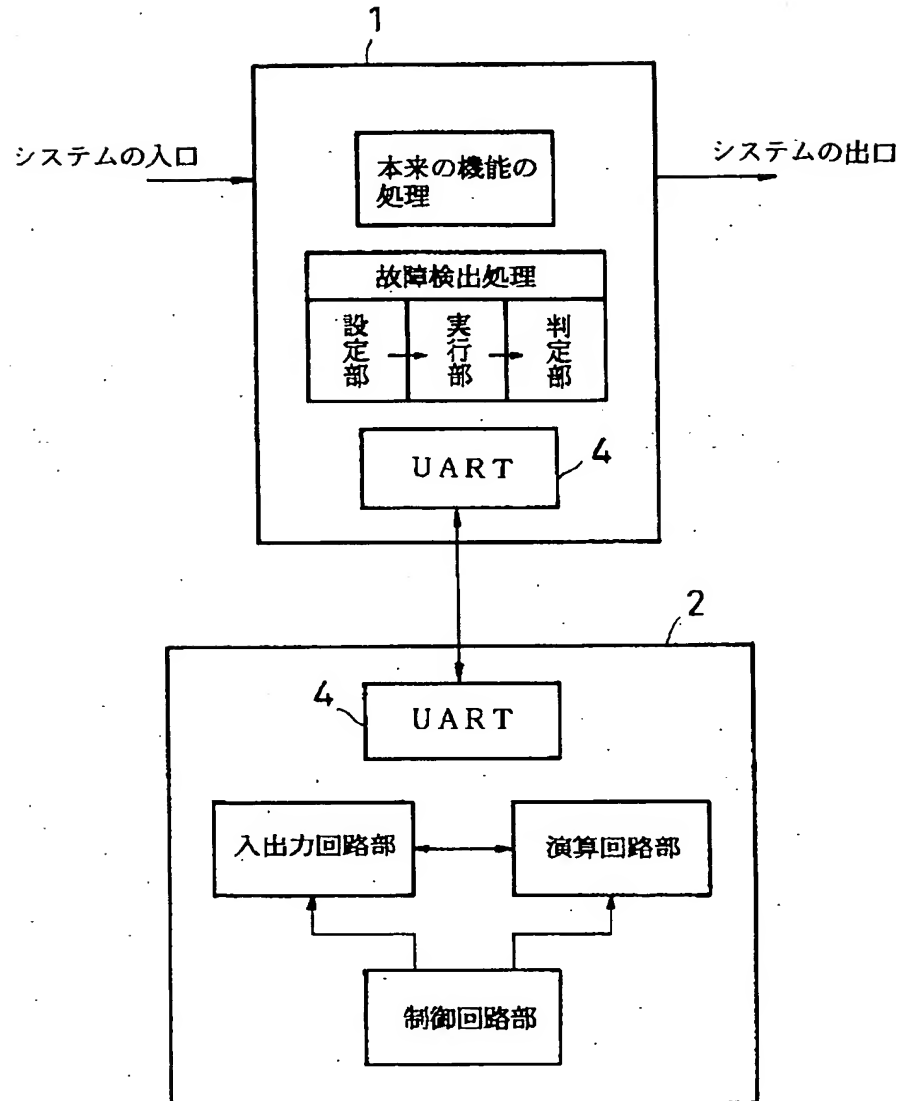 1
システムの入口
システムの出口
本来の機能の
処理
故障検出処理
設定部
実行部
判定部
UART
4
2
4
UART
入出力回路部
演算回路部
制御回路部